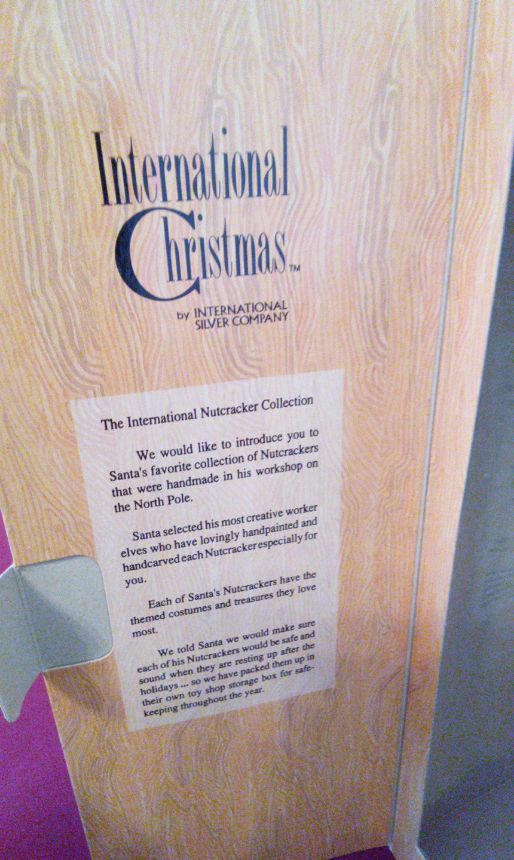 International
Christmas™
by INTERNATIONAL
SILVER COMPANY
The International Nutcracker Collection
We would like to introduce you to
Santa's favorite collection of Nutcrackers
that were handmade in his workshop on
the North Pole.
Santa selected his most creative worker
elves who have lovingly handpainted and
handcarved each Nutcracker especially for
you.
Each of Santa's Nutcrackers have the
themed costumes and treasures they love
most.
We told Santa we would make sure
each of his Nutcrackers would be safe and
sound when they are resting up after the
holidays ... so we have packed them up in
their own toy shop storage box for safe-
keeping throughout the year.